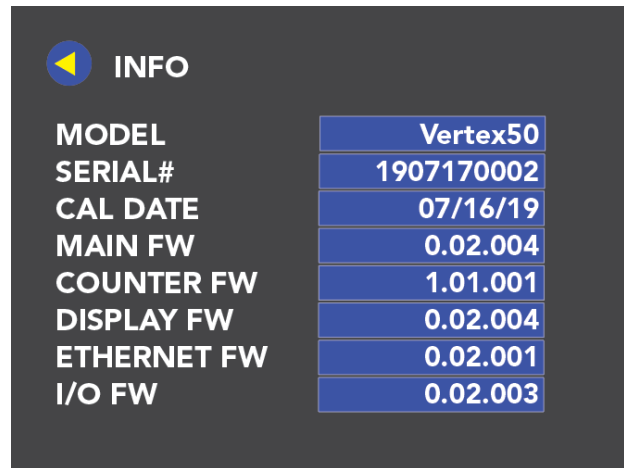 INFO
MODEL Vertex50
SERIAL# 1907170002
CAL DATE 07/16/19
MAIN FW 0.02.004
COUNTER FW 1.01.001
DISPLAY FW 0.02.004
ETHERNET FW 0.02.001
I/O FW 0.02.003